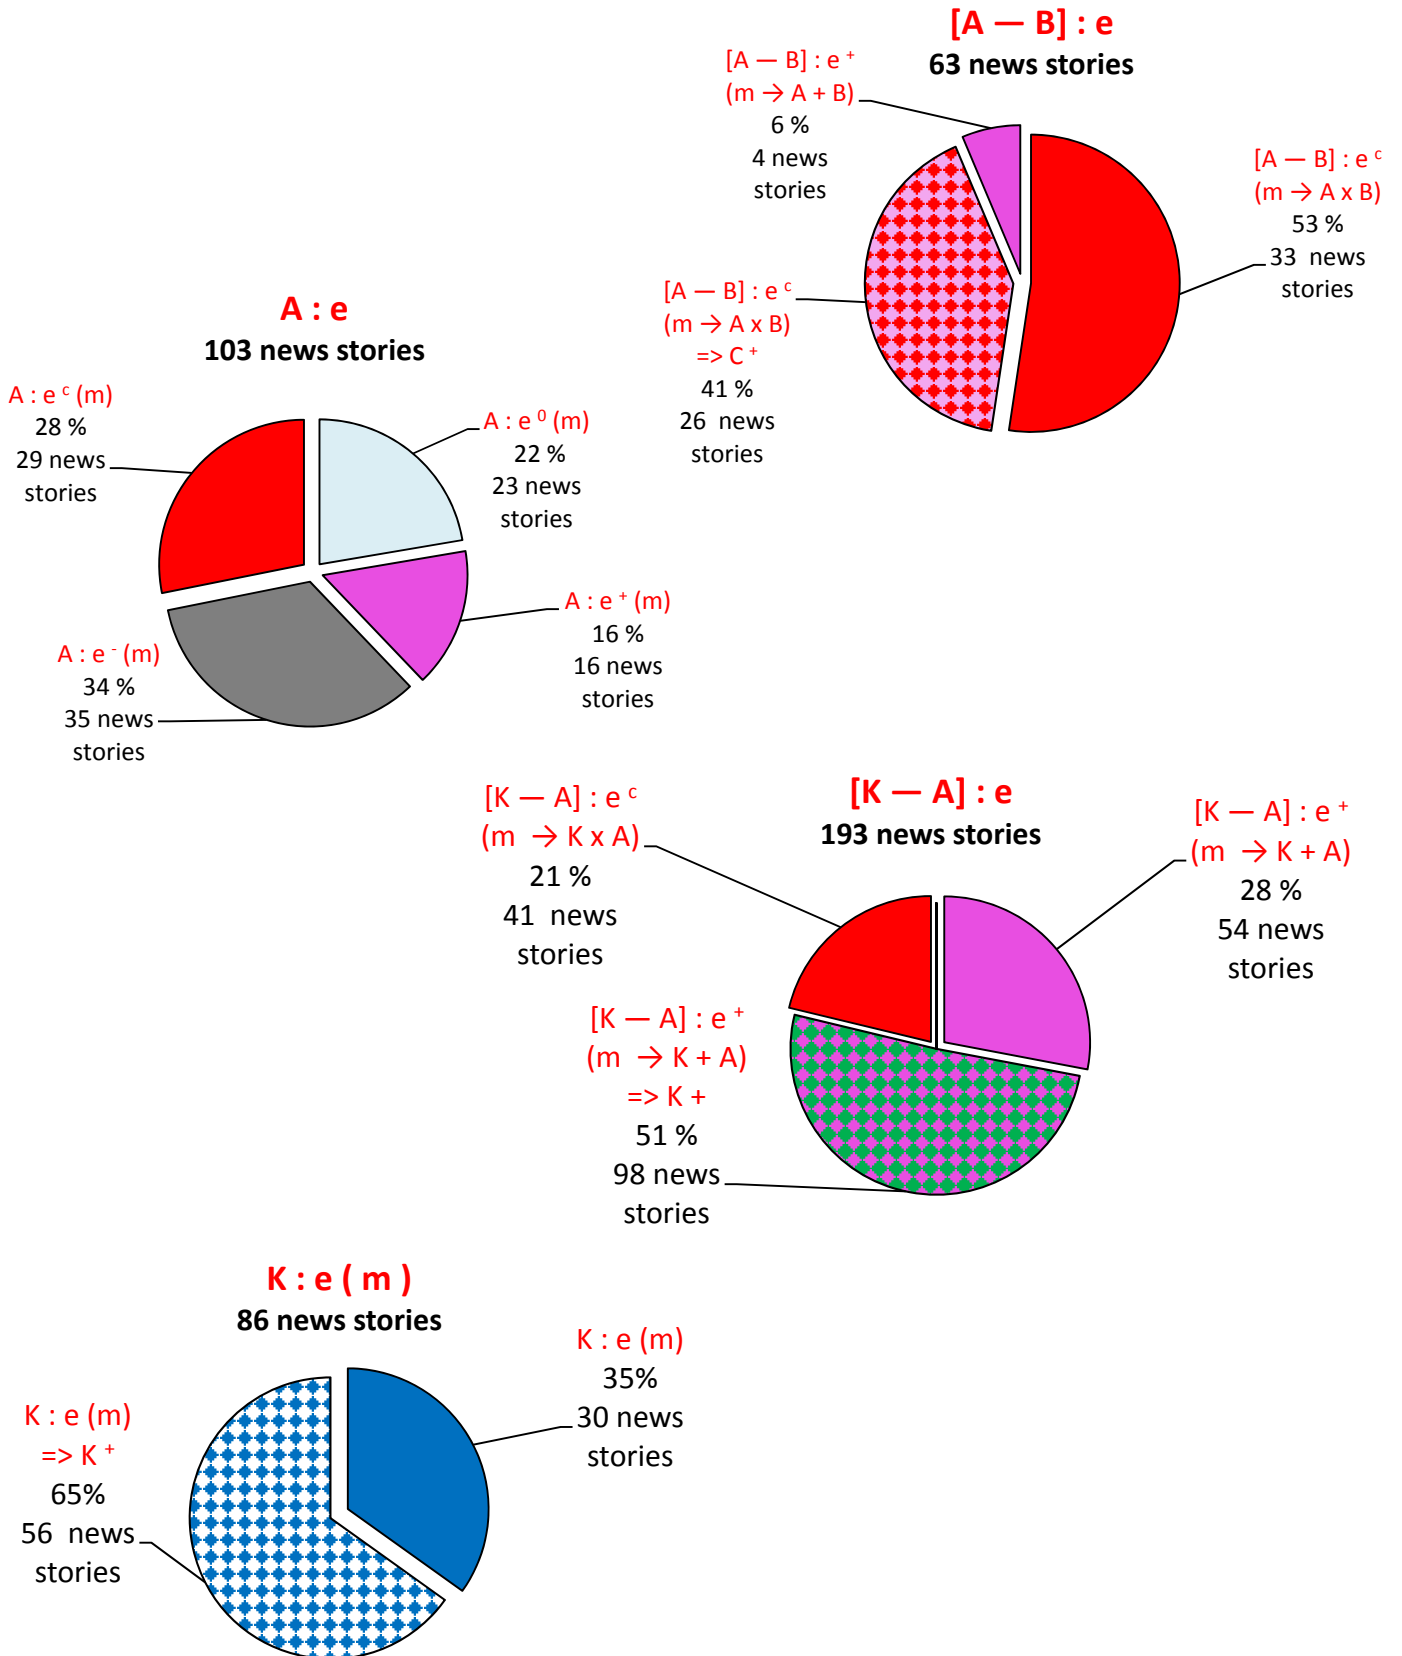 [A — B] : e
63 news stories
[A — B] : e +
(m → A + B)
6 %
4 news
stories
[A — B] : e c
(m → A x B)
53 %
33 news
stories
[A — B] : e c
(m → A x B)
=> C +
41 %
26 news
stories
A : e
103 news stories
A : e c (m)
28 %
29 news
stories
A : e 0 (m)
22 %
23 news
stories
A : e + (m)
16 %
16 news
stories
A : e - (m)
34 %
35 news
stories
[K — A] : e
193 news stories
[K — A] : e c
(m → K x A)
21 %
41 news
stories
[K — A] : e +
(m → K + A)
28 %
54 news
stories
[K — A] : e +
(m → K + A)
=> K +
51 %
98 news
stories
K : e ( m )
86 news stories
K : e (m)
35%
30 news
stories
K : e (m)
=> K +
65%
56 news
stories